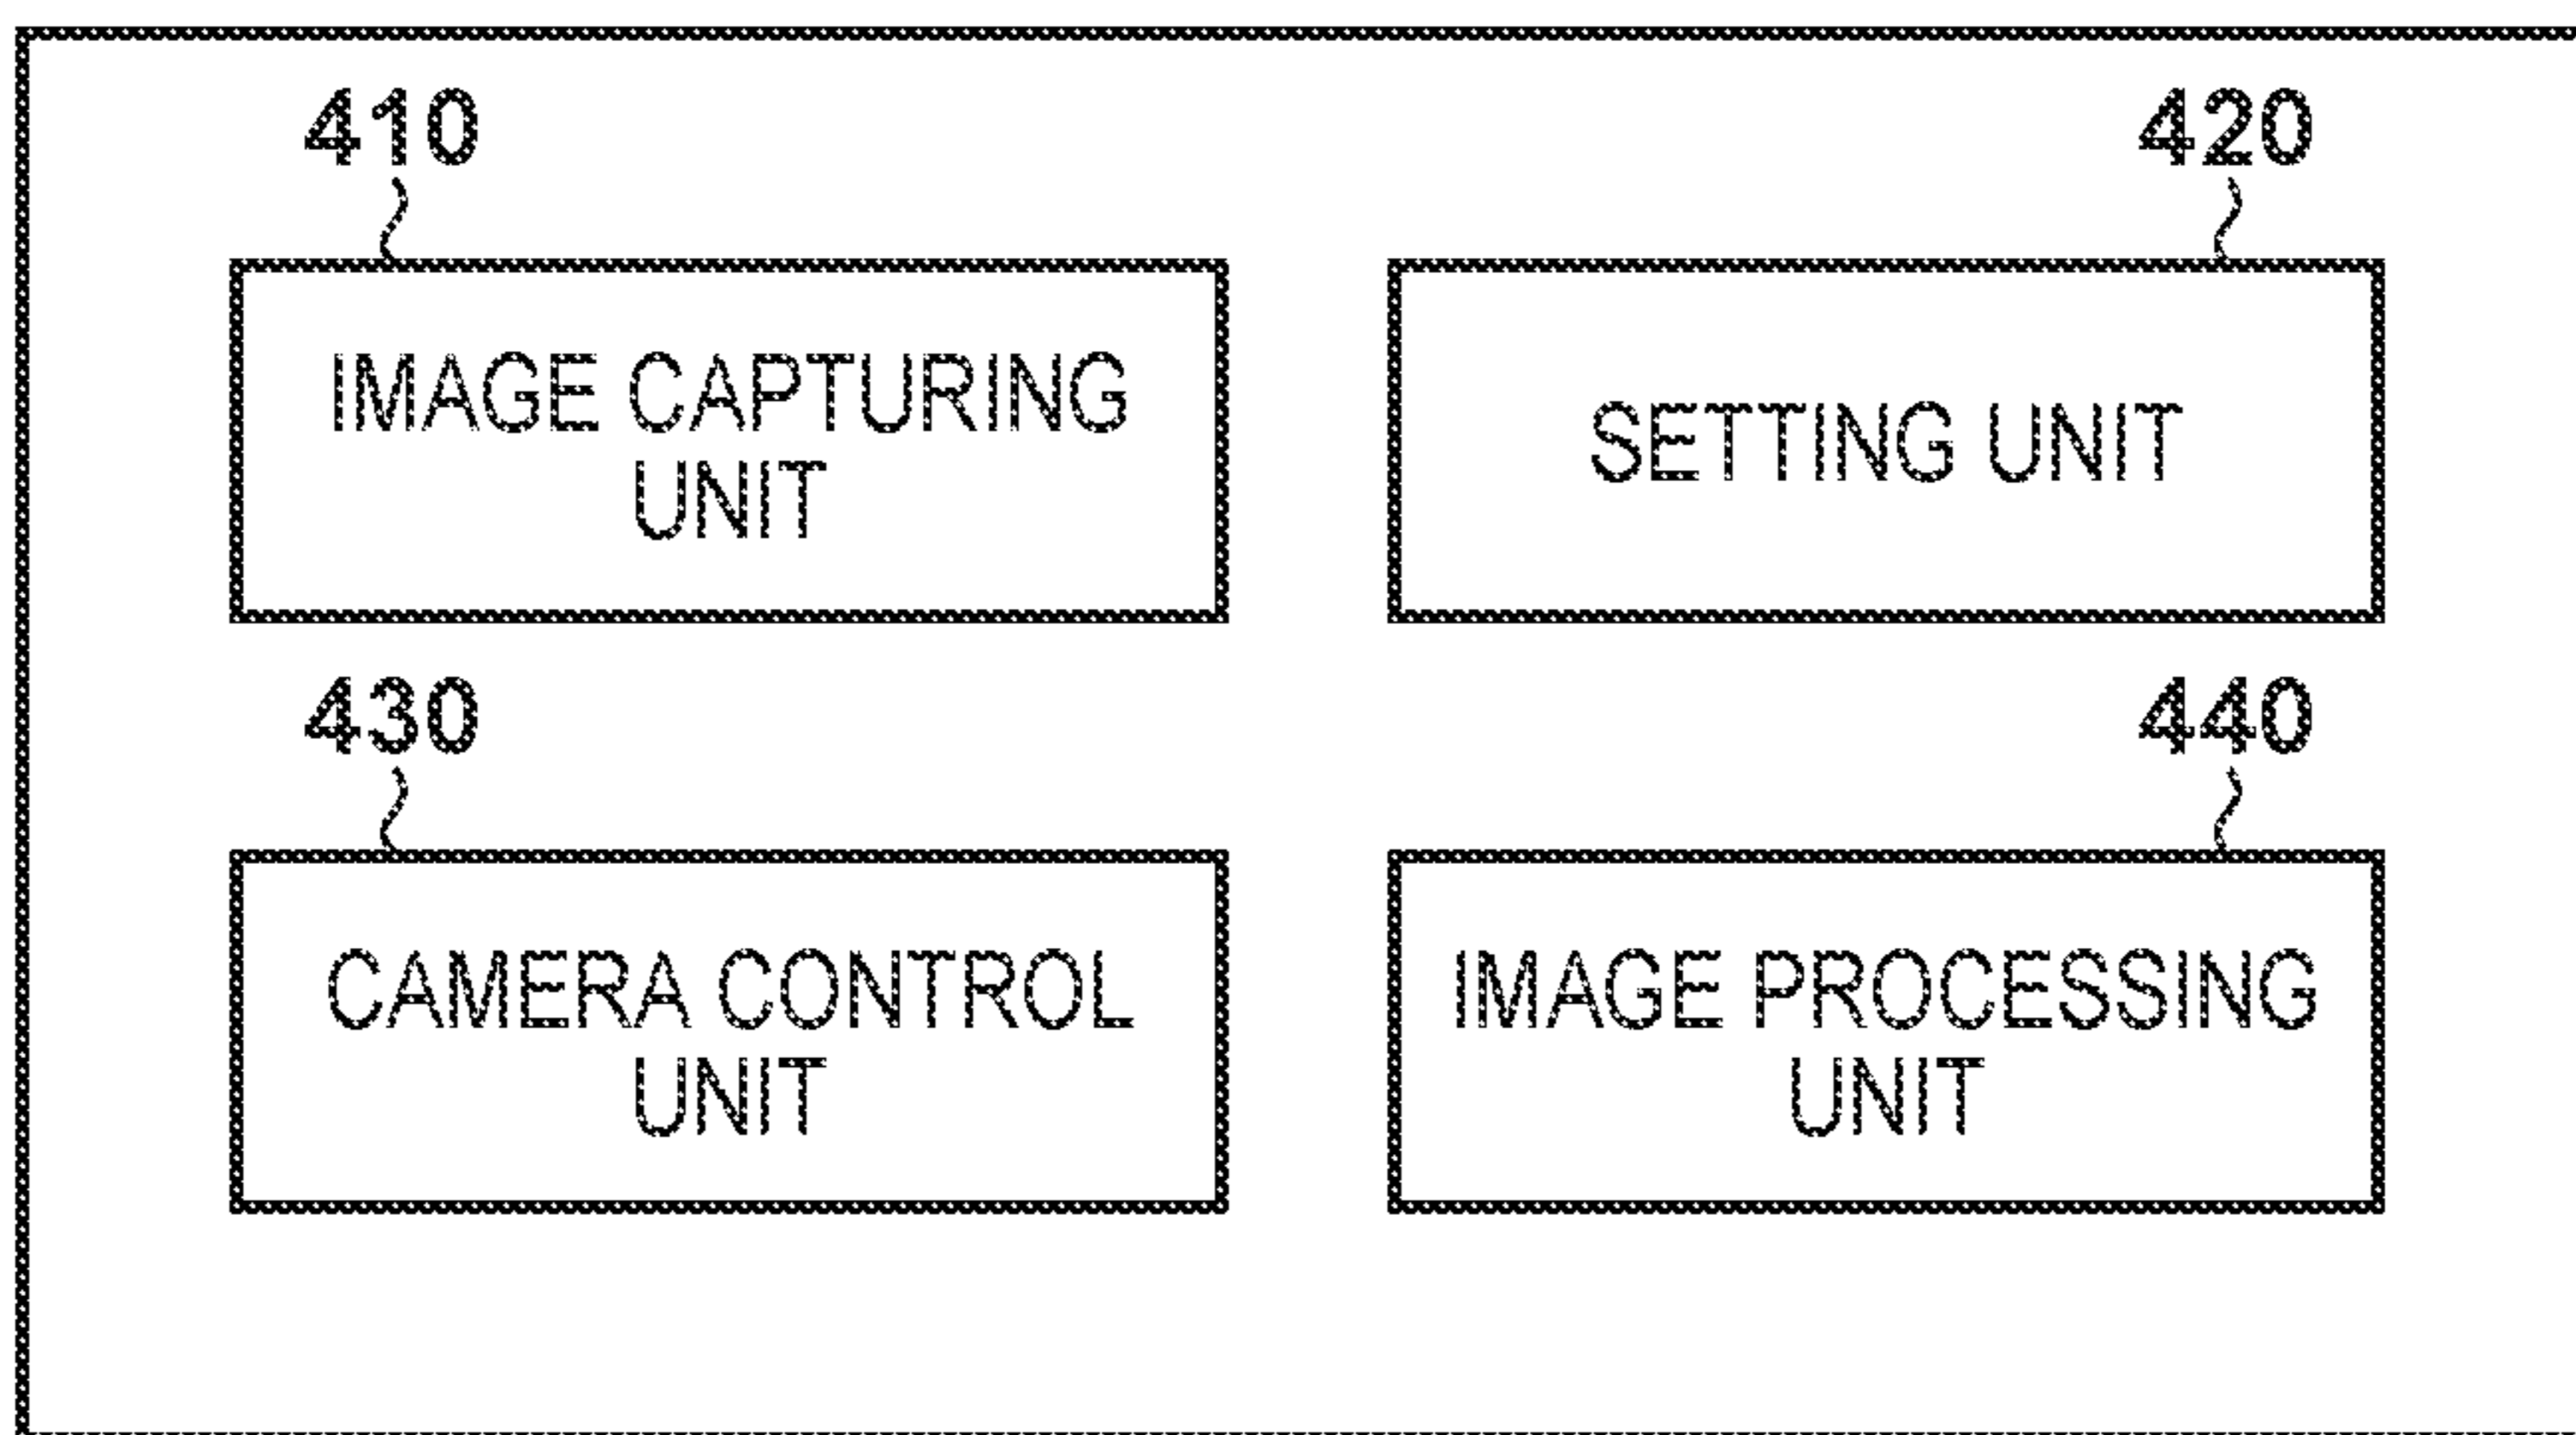 410
420
IMAGE CAPTURING
UNIT
SETTING UNIT
430
440
CAMERA CONTROL
UNIT
IMAGE PROCESSING
UNIT